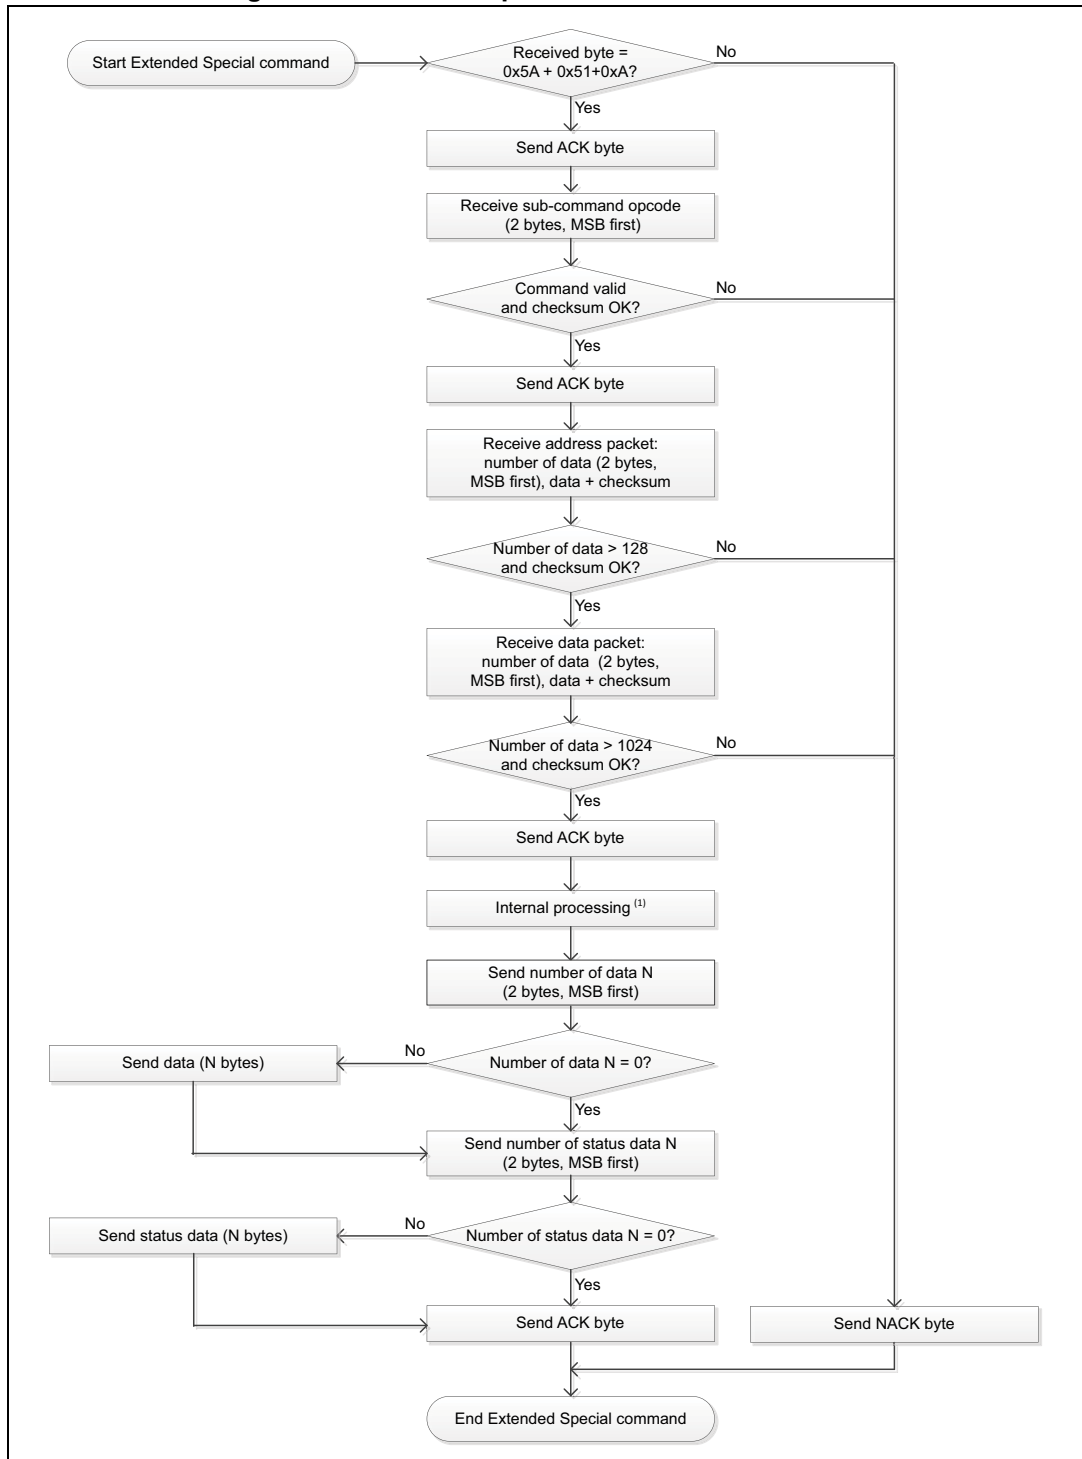 Start Extended Special command
Received byte =
0x5A + 0x51+0xA?
No
Yes
Send ACK byte
Receive sub-command opcode
(2 bytes, MSB first)
Command valid
and checksum OK?
No
Yes
Send ACK byte
Receive address packet:
number of data (2 bytes,
MSB first), data + checksum
Number of data > 128
and checksum OK?
No
Yes
Receive data packet:
number of data (2 bytes,
MSB first), data + checksum
Number of data > 1024
and checksum OK?
No
Yes
Send ACK byte
Internal processing (1)
Send number of data N
(2 bytes, MSB first)
Number of data N = 0?
No
Send data (N bytes)
Yes
Send number of status data N
(2 bytes, MSB first)
Number of status data N = 0?
No
Send status data (N bytes)
Yes
Send ACK byte
Send NACK byte
End Extended Special command